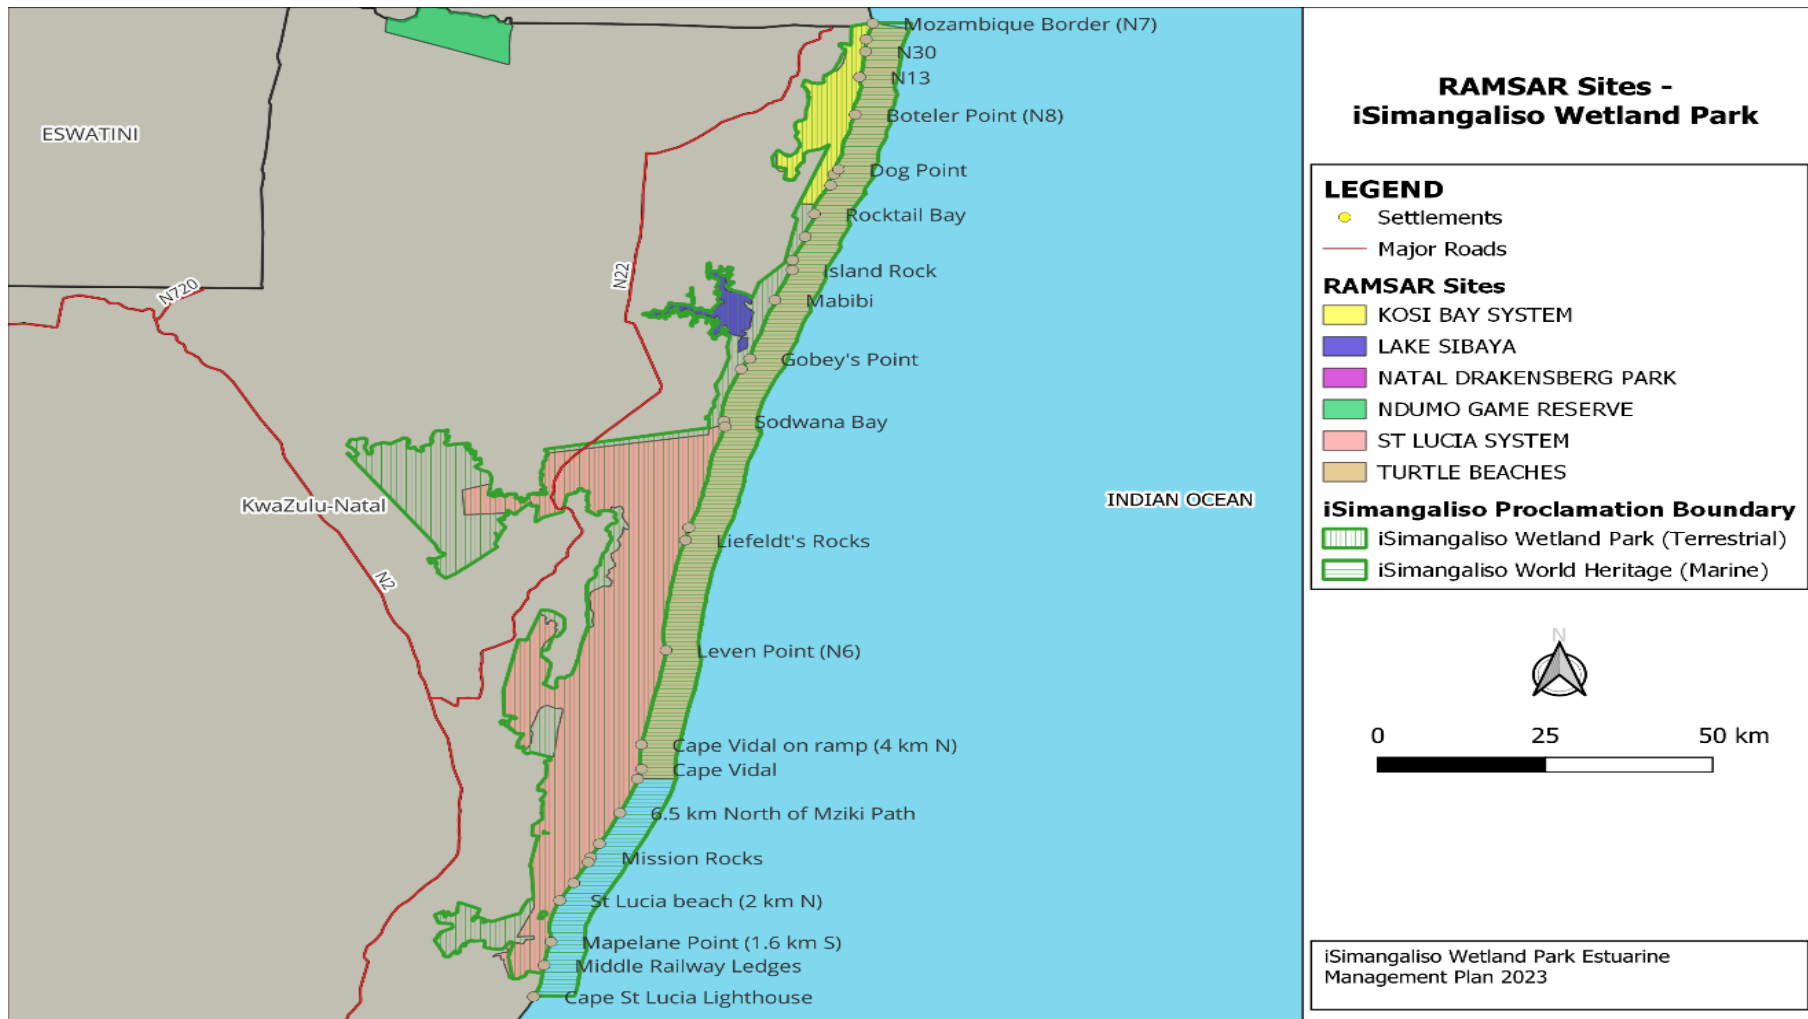 Mozambique Border (N7)
N30
N13
Boteler Point (N8)
ESWATINI
Dog Point
Rocktail Bay
N22
Island Rock
N720
Mabibi
Gobey's Point
Sodwana Bay
KwaZulu-Natal
INDIAN OCEAN
Liefeldt's Rocks
N2
Leven Point (N6)
Cape Vidal on ramp (4 km N)
Cape Vidal
6.5 km North of Mziki Path
Mission Rocks
St Lucia beach (2 km N)
Mapelane Point (1.6 km S)
Middle Railway Ledges
Cape St Lucia Lighthouse
RAMSAR Sites -
iSimangaliso Wetland Park
LEGEND
Settlements
Major Roads
RAMSAR Sites
KOSI BAY SYSTEM
LAKE SIBAYA
NATAL DRAKENSBERG PARK
NDUMO GAME RESERVE
ST LUCIA SYSTEM
TURTLE BEACHES
iSimangaliso Proclamation Boundary
iSimangaliso Wetland Park (Terrestrial)
iSimangaliso World Heritage (Marine)
N
0 25 50 km
iSimangaliso Wetland Park Estuarine
Management Plan 2023